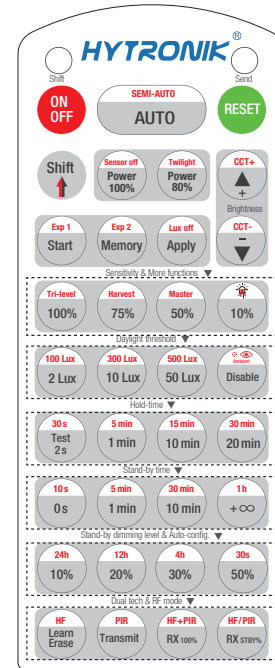 HYTRONIK®
Shift Send
ON
OFF
SEMI-AUTO
AUTO
RESET
Shift
Sensor off
Power
100%
Twilight
Power
80%
CCT+
+
Brightness
CCT-
−
Exp 1
Start
Exp 2
Memory
Lux off
Apply
Sensitivity & More functions ▼
Tri-level Harvest Master
100% 75% 50% 10%
Daylight threshold ▼
100 Lux 300 Lux 500 Lux Ambient
2 Lux 10 Lux 50 Lux Disable
Hold-time ▼
30 s 5 min 15 min 30 min
Test
2 s
1 min 10 min 20 min
Stand-by time ▼
10 s 5 min 30 min 1 h
0 s 1 min 10 min +∞
Stand-by dimming level & Auto-config. ▼
24h 12h 4h 30s
10% 20% 30% 50%
Dual tech & RF mode ▼
HF PIR HF+PIR HF/PIR
Learn
Erase
Transmit RX 100% RX STBY%